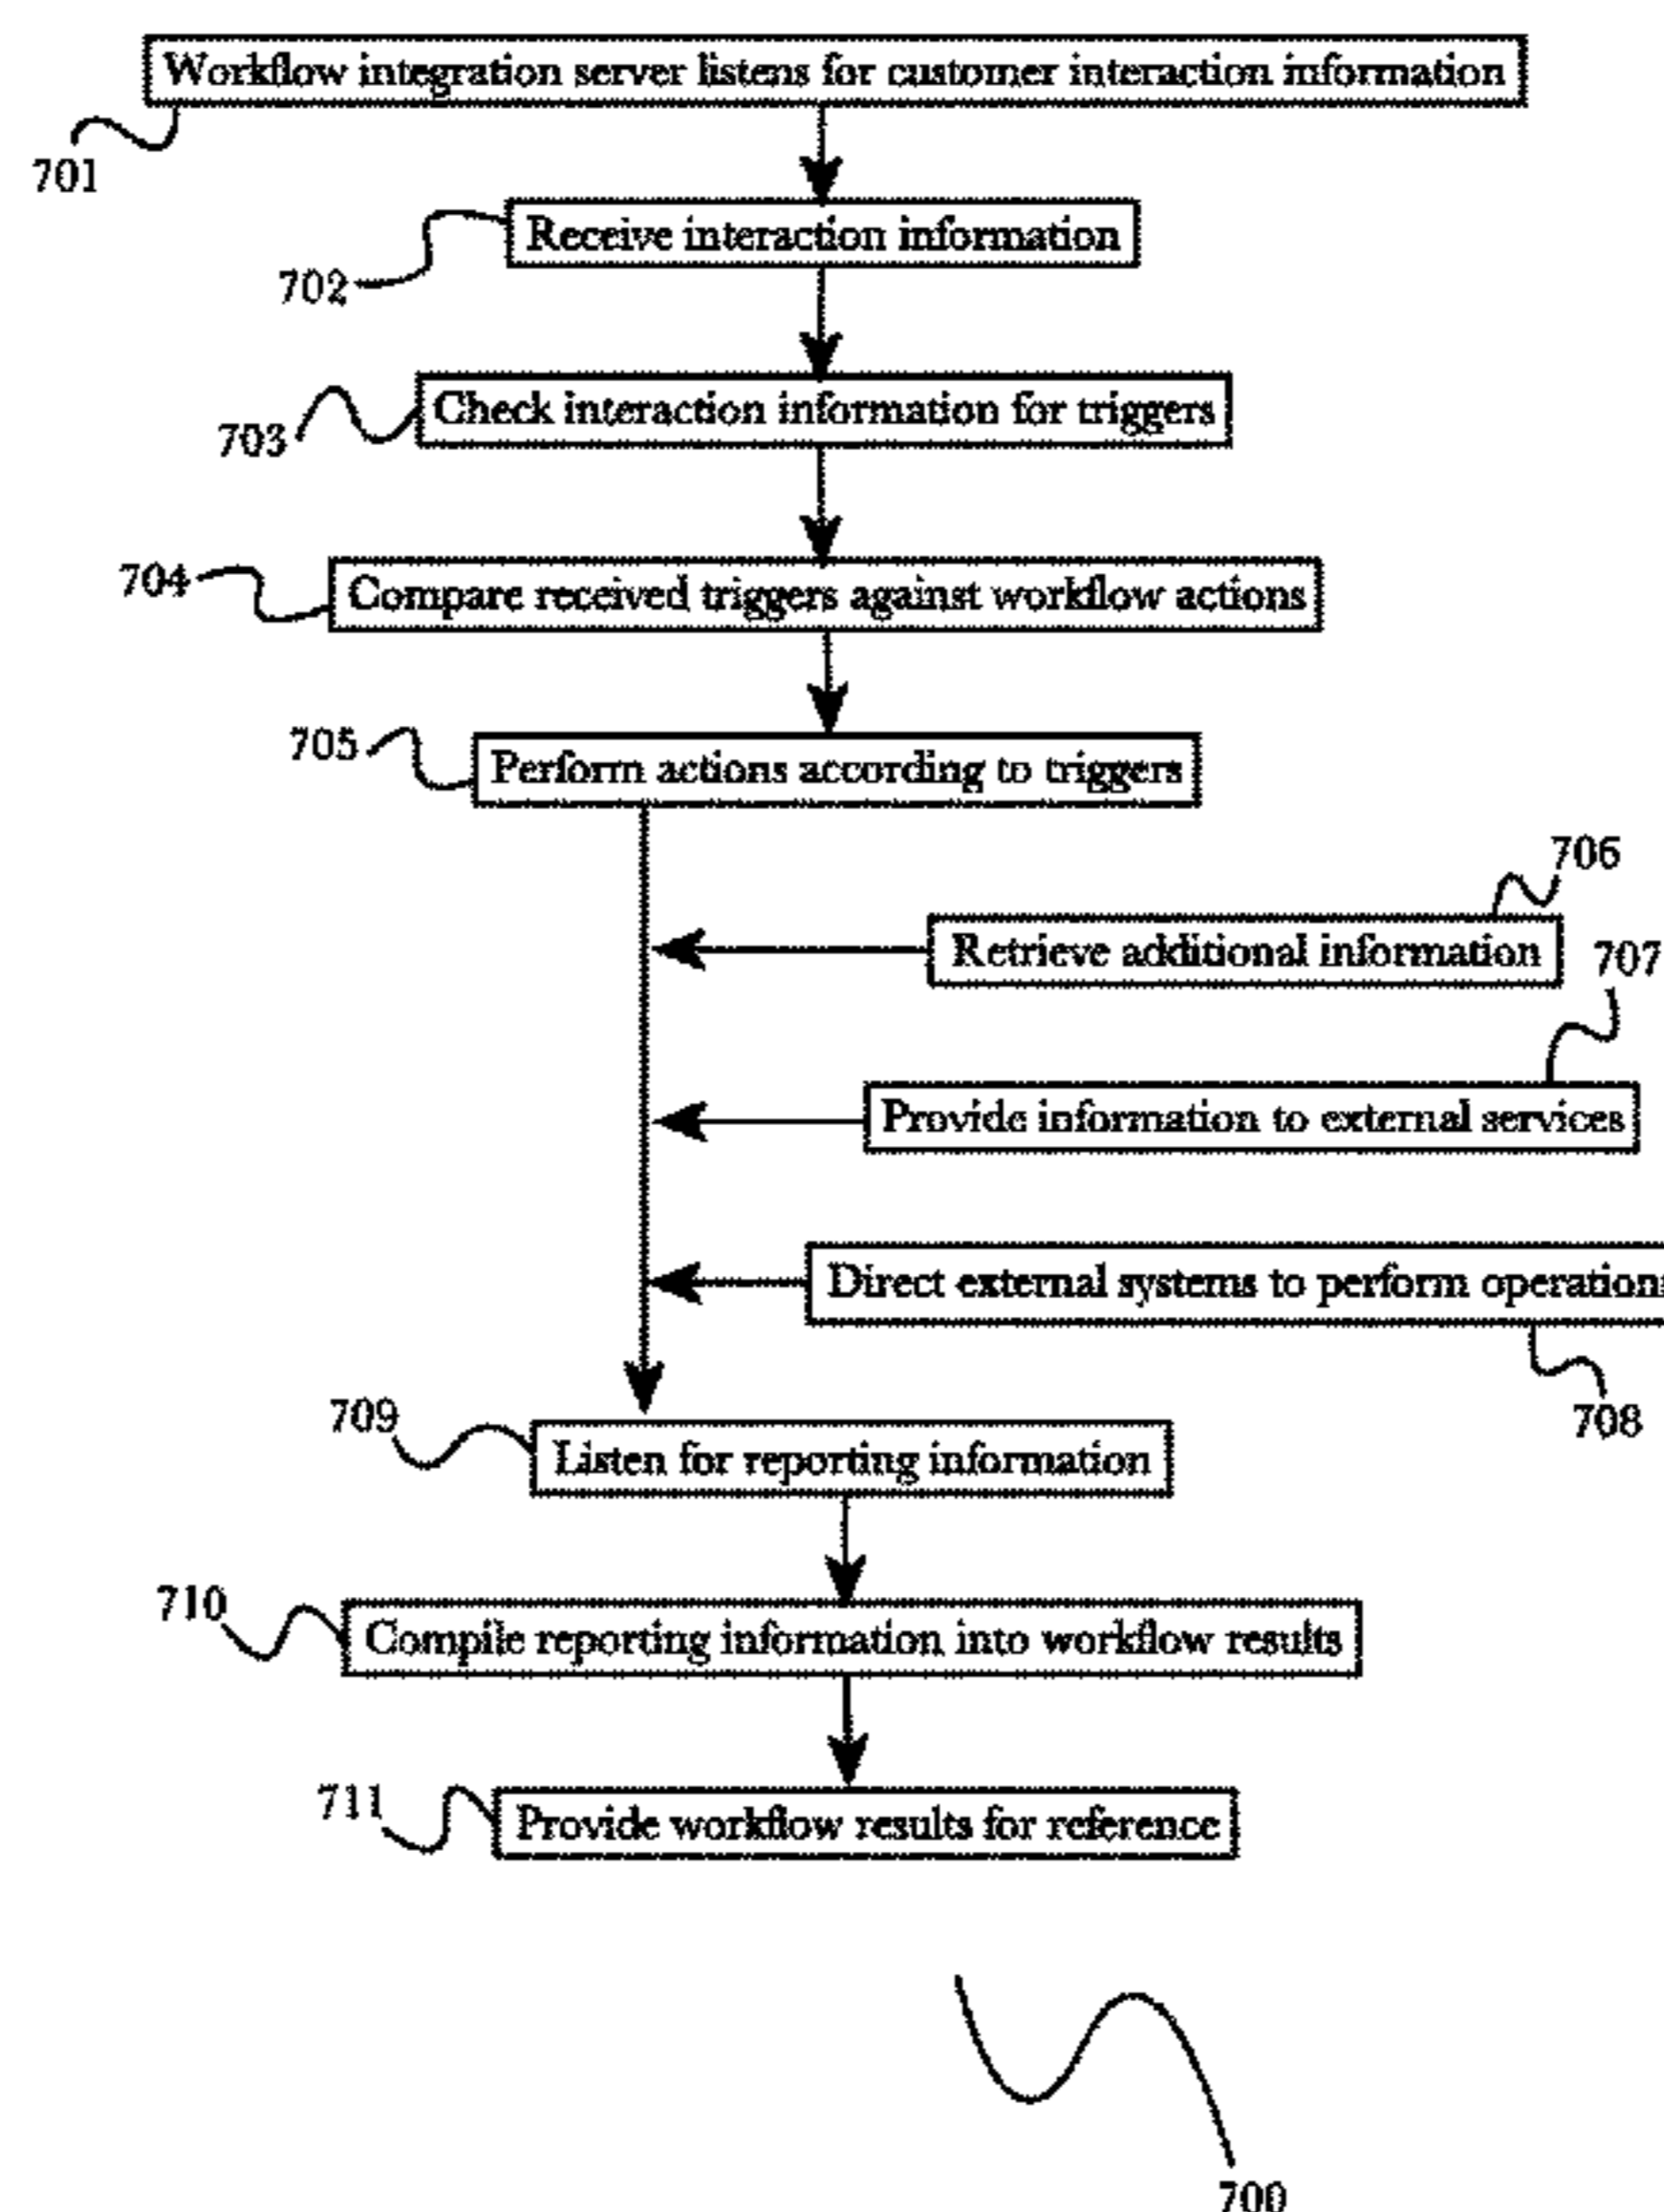 Workflow integration server listens for customer interaction information
701
Receive interaction information
702
Check interaction information for triggers
703
704
Compare received triggers against workflow actions
705
Perform actions according to triggers
706
Retrieve additional information
707
Provide information to external services
Direct external systems to perform operation
708
709
Listen for reporting information
710
Compile reporting information into workflow results
711
Provide workflow results for reference
700